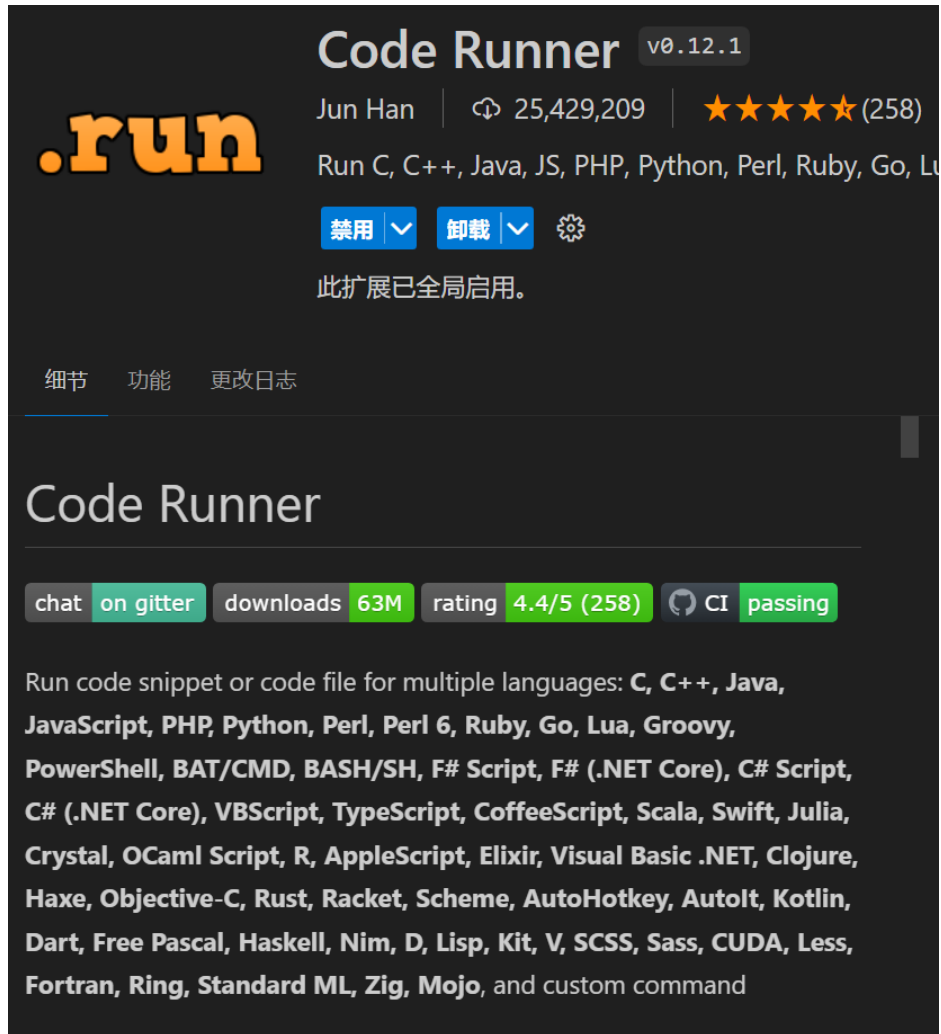 Code Runner v0.12.1
Jun Han 25,429,209 (258)
.run
Run C, C++, Java, JS, PHP, Python, Perl, Ruby, Go, Lu
禁用 卸载
此扩展已全局启用。
细节 功能 更改日志
Code Runner
chat on gitter downloads 63M rating 4.4/5 (258) CI passing
Run code snippet or code file for multiple languages: C, C++, Java,
JavaScript, PHP, Python, Perl, Perl 6, Ruby, Go, Lua, Groovy,
PowerShell, BAT/CMD, BASH/SH, F# Script, F# (.NET Core), C# Script,
C# (.NET Core), VBScript, TypeScript, CoffeeScript, Scala, Swift, Julia,
Crystal, OCaml Script, R, AppleScript, Elixir, Visual Basic .NET, Clojure,
Haxe, Objective-C, Rust, Racket, Scheme, AutoHotkey, AutoIt, Kotlin,
Dart, Free Pascal, Haskell, Nim, D, Lisp, Kit, V, SCSS, Sass, CUDA, Less,
Fortran, Ring, Standard ML, Zig, Mojo, and custom command